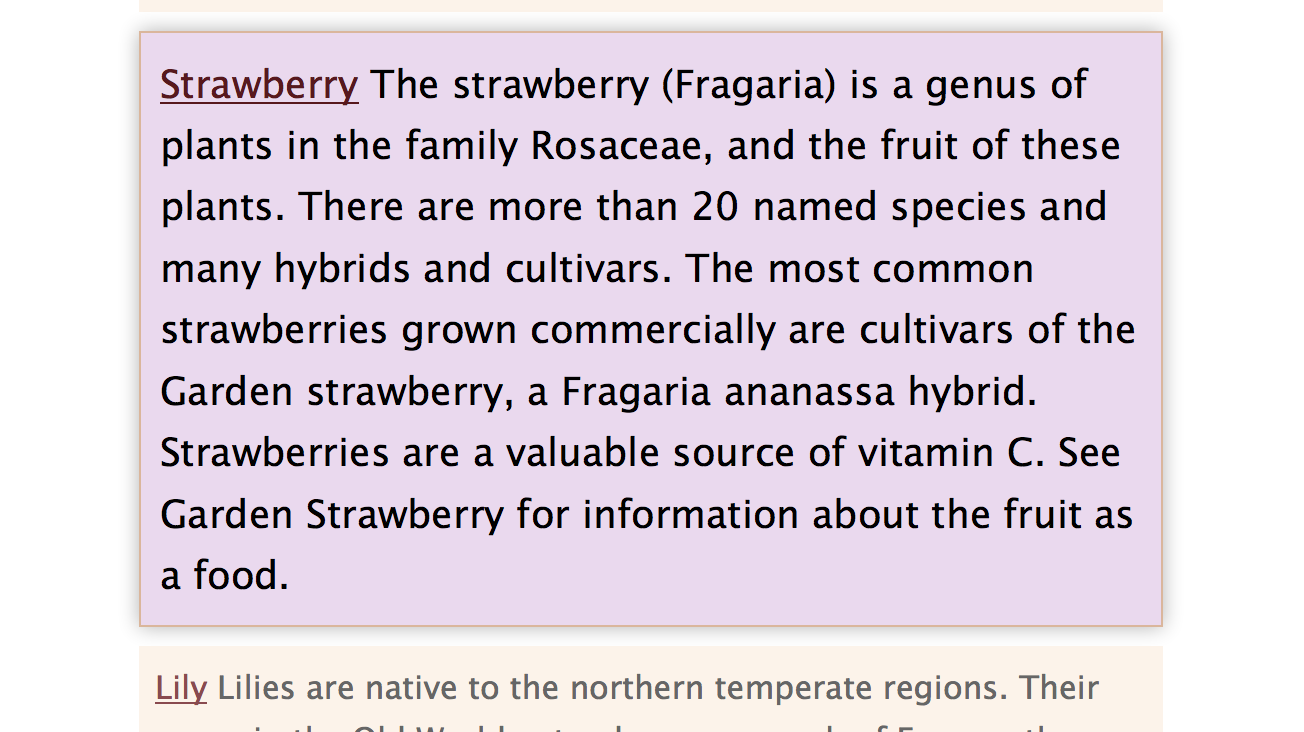 Strawberry The strawberry (Fragaria) is a genus of
plants in the family Rosaceae, and the fruit of these
plants. There are more than 20 named species and
many hybrids and cultivars. The most common
strawberries grown commercially are cultivars of the
Garden strawberry, a Fragaria ananassa hybrid.
Strawberries are a valuable source of vitamin C. See
Garden Strawberry for information about the fruit as
a food.
Lily Lilies are native to the northern temperate regions. Their